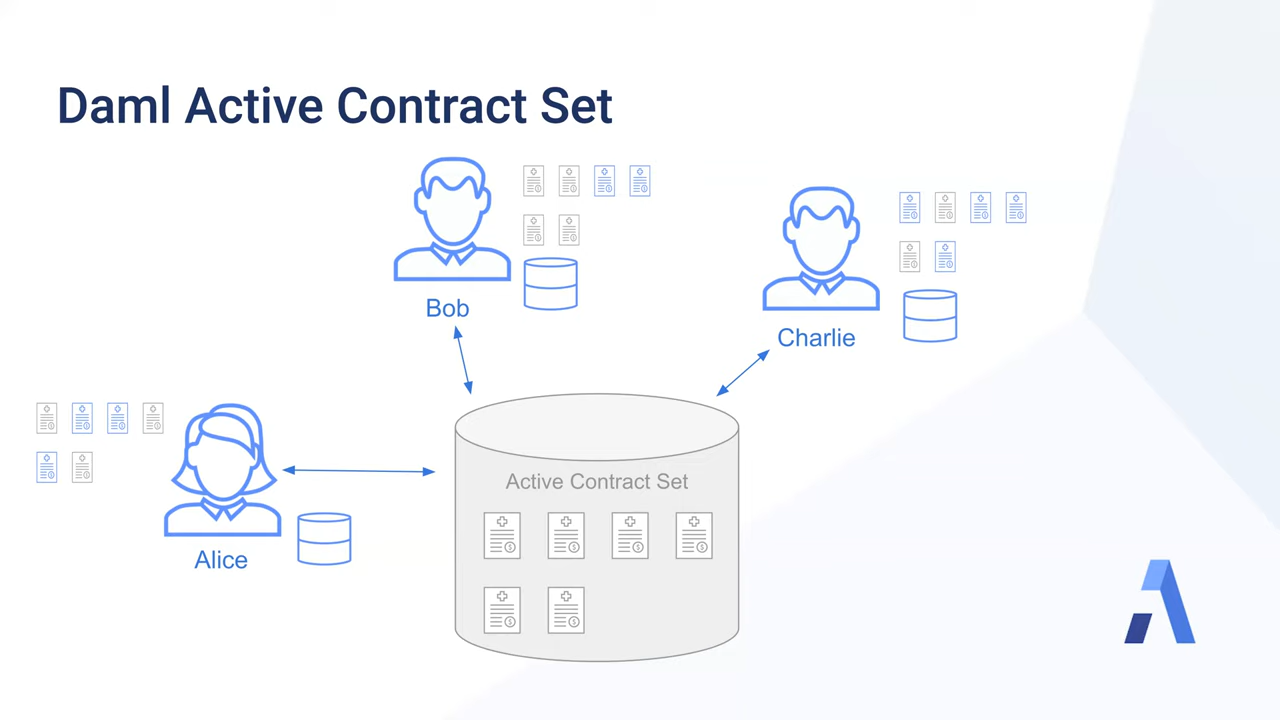 Daml Active Contract Set
Bob
Charlie
Active Contract Set
Alice